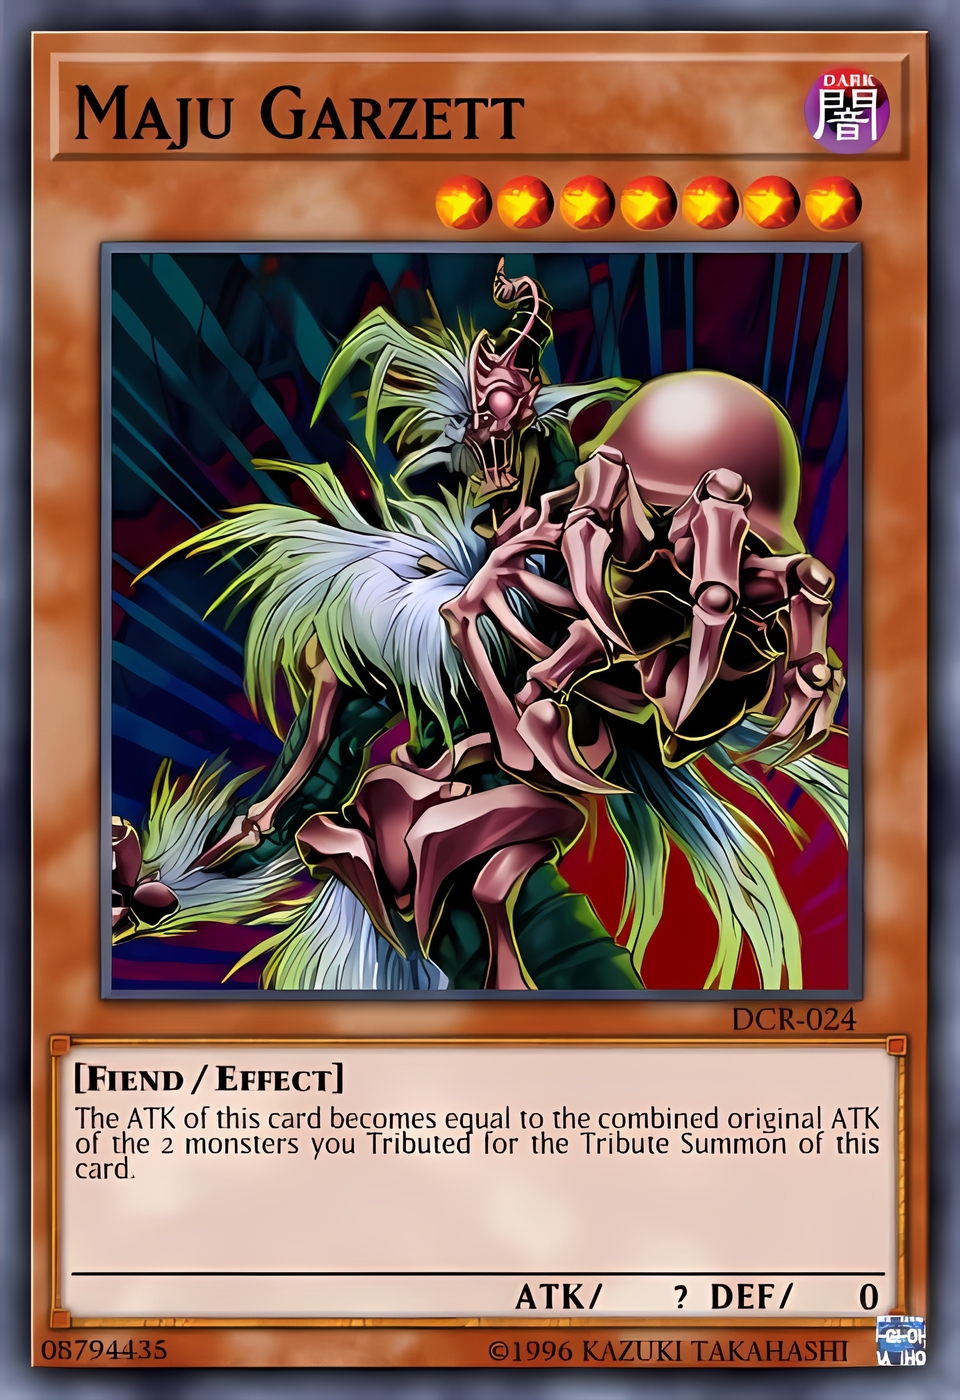 Maju Garzett
DARK
闇
DCR-024
[Fiend / Effect]
The ATK of this card becomes equal to the combined original ATK
of the 2 monsters you Tributed for the Tribute Summon of this
card.
ATK/ ? DEF/ 0
08794435
©1996 KAZUKI TAKAHASHI